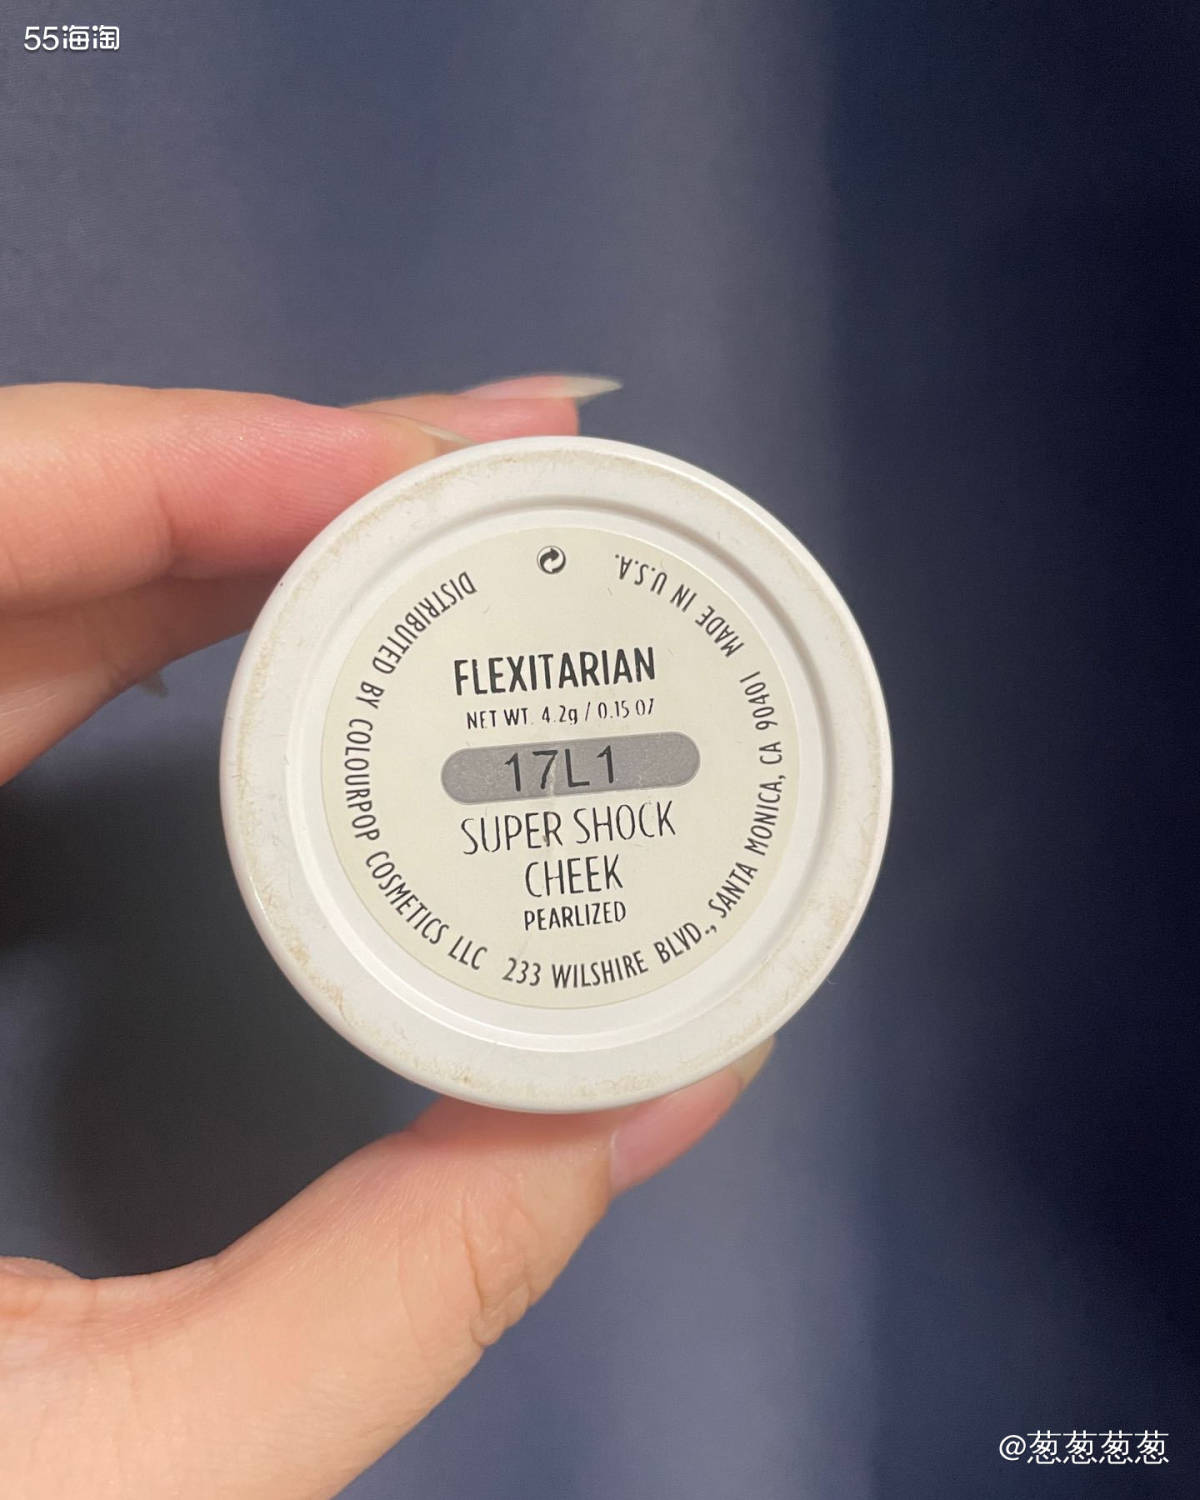 55海淘
FLEXITARIAN
NET WT. 4.2g / 0.15 OZ
17L1
SUPER SHOCK
CHEEK
PEARLIZED
DISTRIBUTED BY COLOURPOP COSMETICS LLC 233 WILSHIRE BLVD., SANTA MONICA, CA 90401 MADE IN U.S.A.
@葱葱葱葱